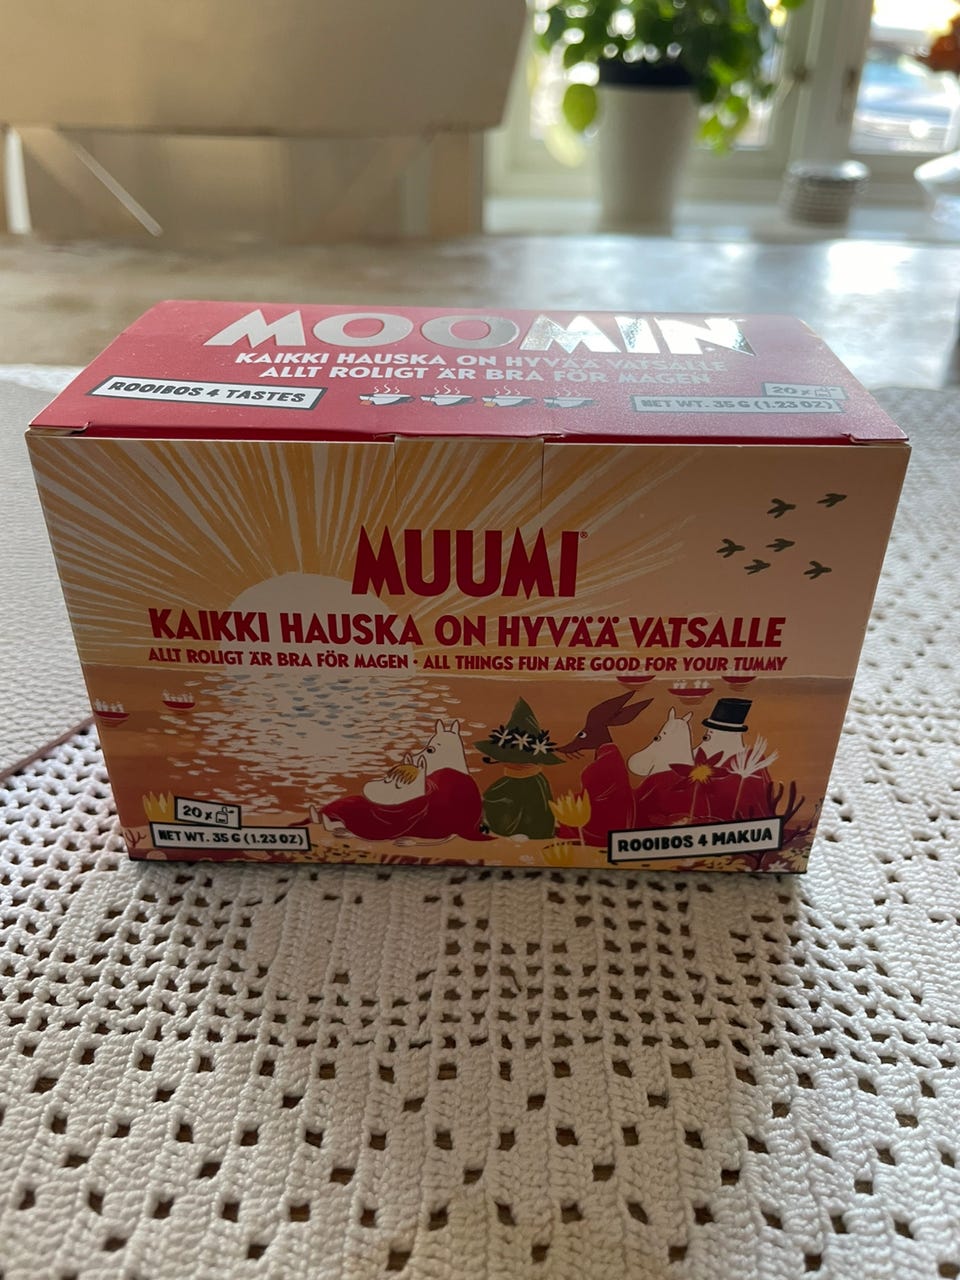 MOOMIN
KAIKKI HAUSKA ON HYVÄÄ VATSALLE
ALLT ROLIGT ÄR BRA FÖR MAGEN
ROOIBOS 4 TASTES
20 x
NET WT. 35 G (1.23 OZ)
MUUMI®
KAIKKI HAUSKA ON HYVÄÄ VATSALLE
ALLT ROLIGT ÄR BRA FÖR MAGEN • ALL THINGS FUN ARE GOOD FOR YOUR TUMMY
20 x
NET WT. 35 G (1.23 OZ)
ROOIBOS 4 MAKUA